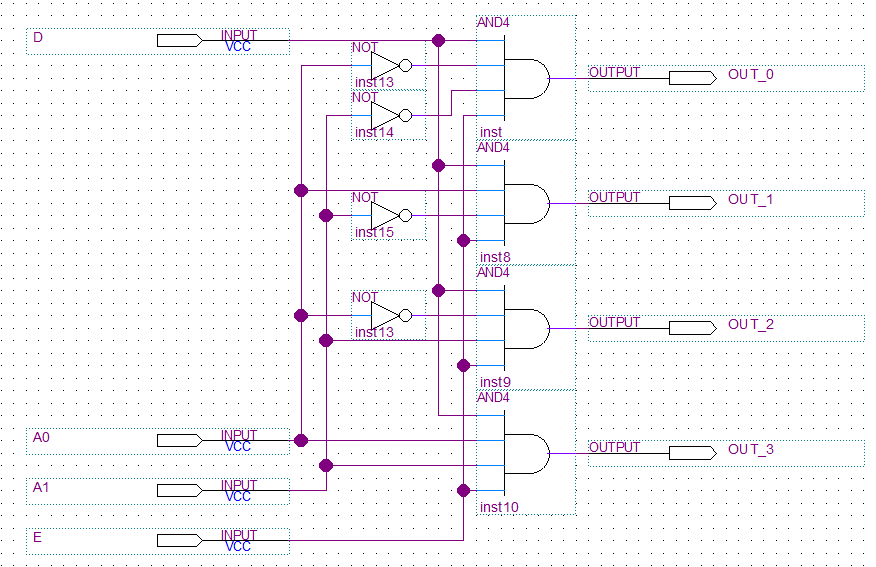 AND4
D
INPUT
VCC
NOT
inst13
OUTPUT
OUT_0
NOT
inst14
inst
AND4
NOT
inst15
OUTPUT
OUT_1
inst8
AND4
NOT
inst13
OUTPUT
OUT_2
inst9
AND4
A0
INPUT
VCC
OUTPUT
OUT_3
A1
INPUT
VCC
inst10
E
INPUT
VCC